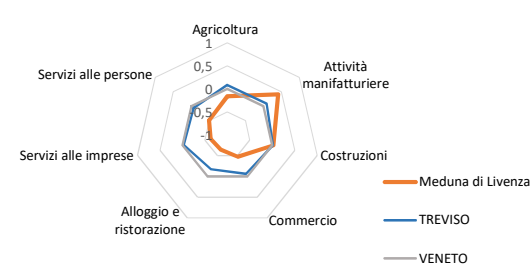 Agricoltura
1
0,5
0
-0,5
-1
Attività
manifatturiere
Costruzioni
Commercio
Alloggio e
ristorazione
Servizi alle imprese
Servizi alle persone
Meduna di Livenza
TREVISO
VENETO